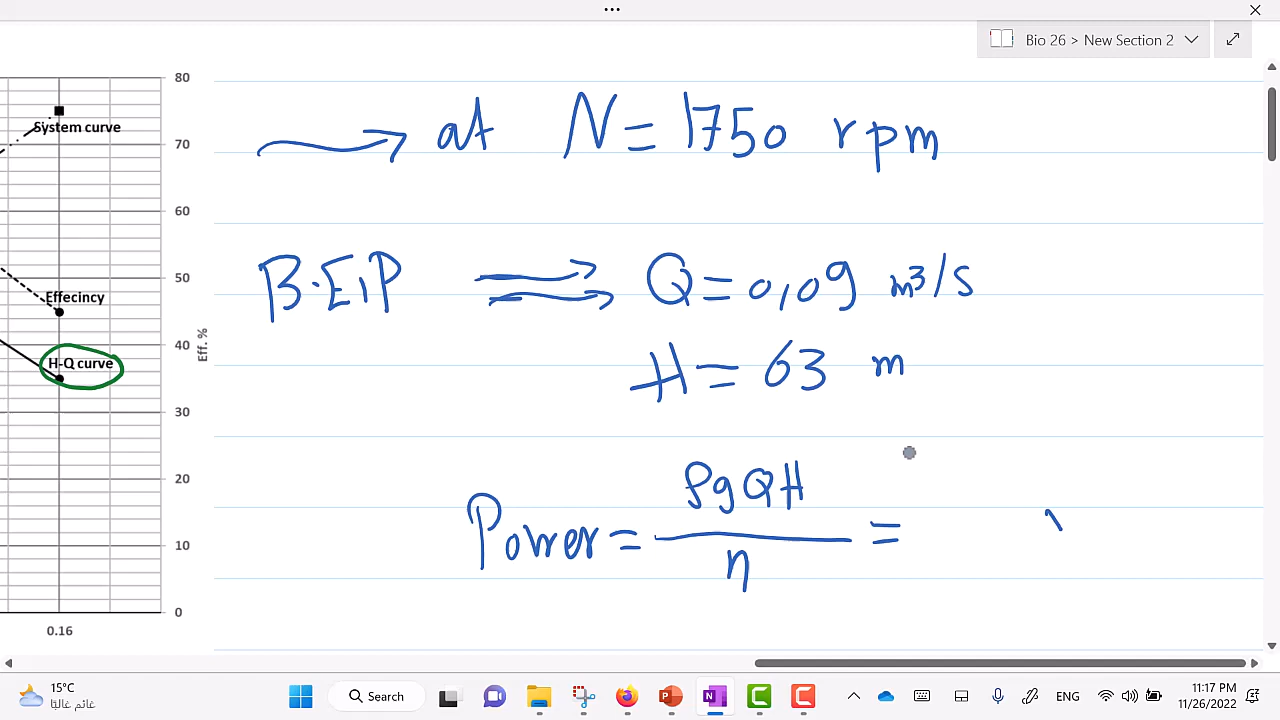 Bio 26 > New Section 2
80
System curve
70
60
50
Effecincy
40
Eff. %
H-Q curve
30
20
10
0
0.16
at N = 1750 rpm
B.E.P ⟹ Q = 0,09 m³/s
H = 63 m
Power = ρgQH / η =
15°C
غائم غالبًا
Search
ENG
11:17 PM
11/26/2022